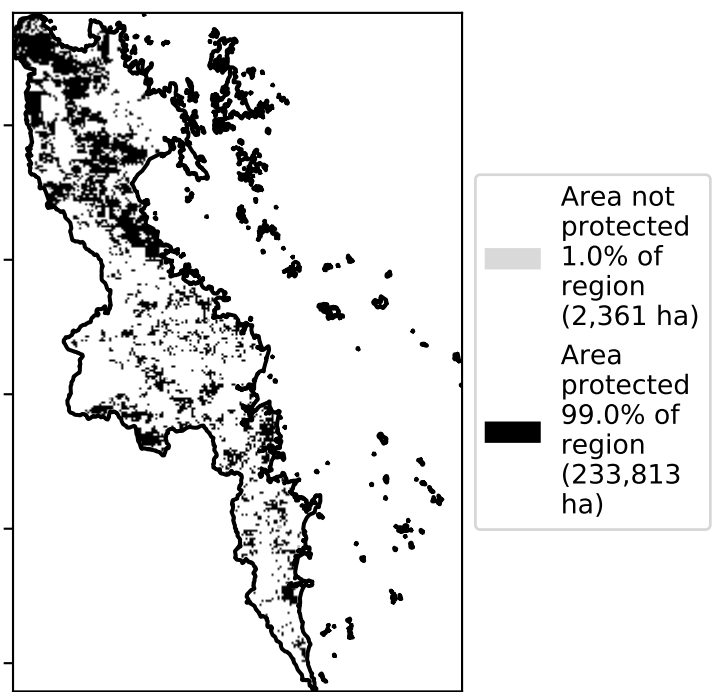 Area not
protected
1.0% of
region
(2,361 ha)
Area
protected
99.0% of
region
(233,813
ha)